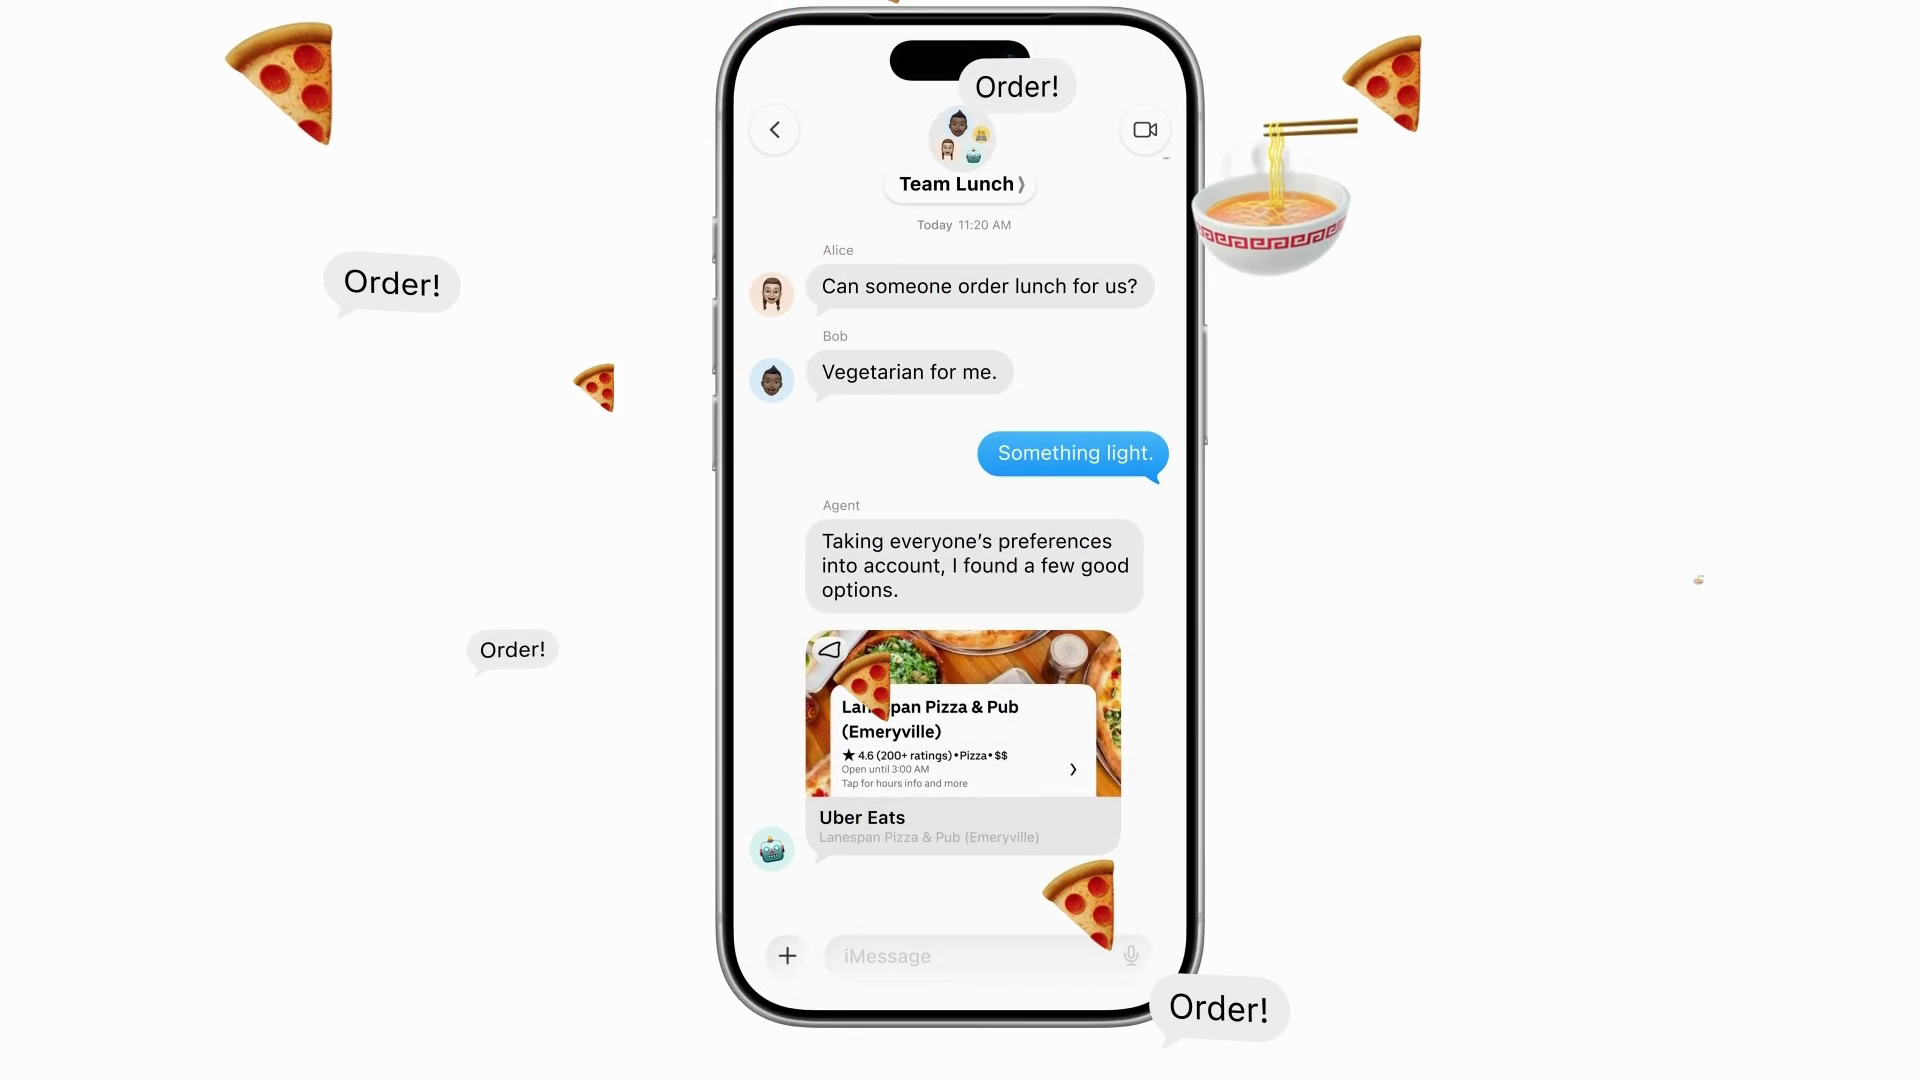 Order!
Team Lunch
Today 11:20 AM
Alice
Can someone order lunch for us?
Order!
Bob
Vegetarian for me.
Something light.
Agent
Taking everyone’s preferences
into account, I found a few good
options.
Order!
Lanespan Pizza & Pub
(Emeryville)
★ 4.6 (200+ ratings) • Pizza • $$
Open until 3:00 AM
Tap for hours info and more
Uber Eats
Lanespan Pizza & Pub (Emeryville)
iMessage
Order!